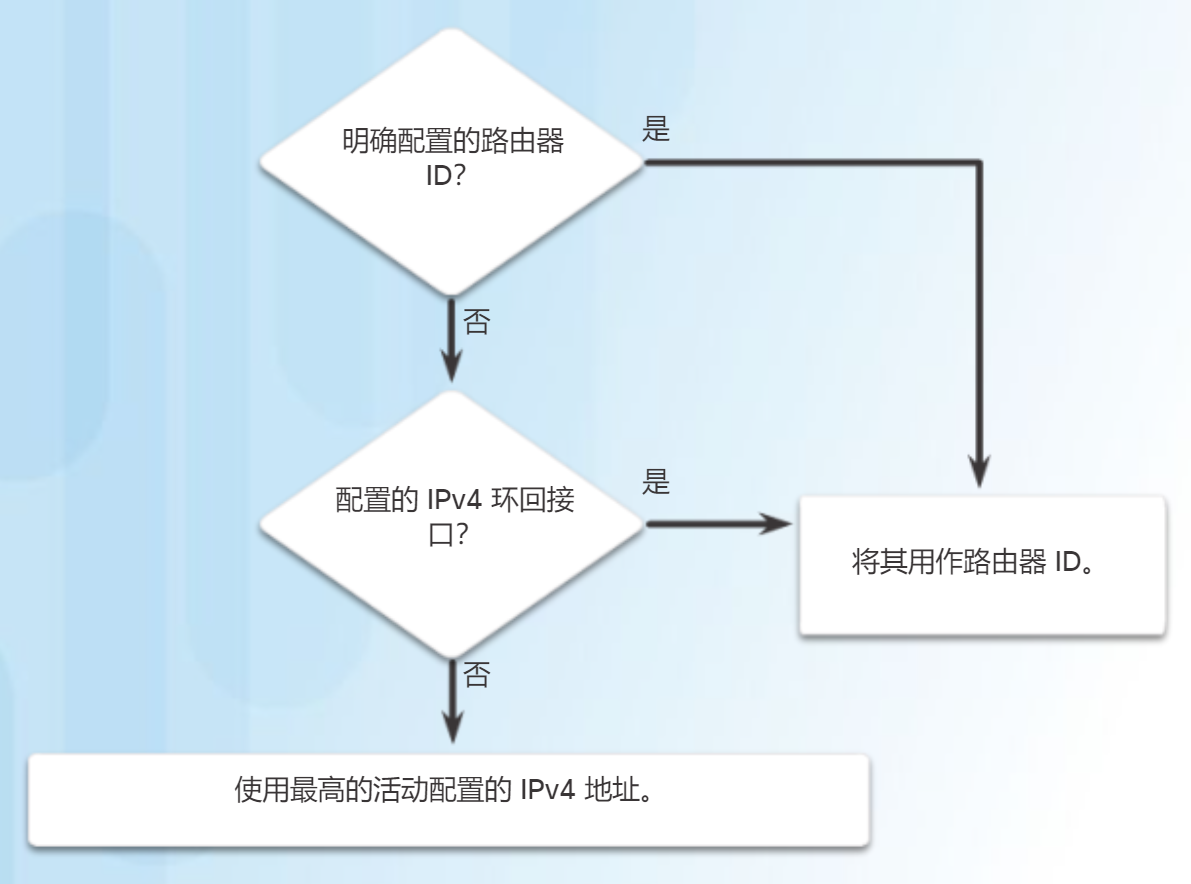 明确配置的路由器
ID?
是
否
配置的 IPv4 环回接
口?
是
将其用作路由器 ID。
否
使用最高的活动配置的 IPv4 地址。